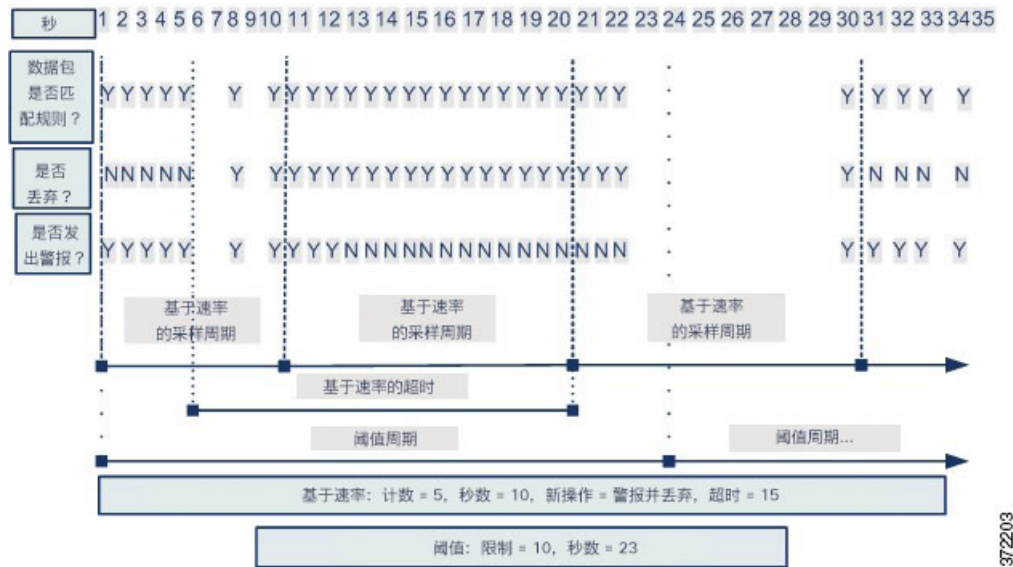 秒 1 2 3 4 5 6 7 8 9 10 11 12 13 14 15 16 17 18 19 20 21 22 23 24 25 26 27 28 29 30 31 32 33 34 35
数据包
是否匹
配规则？
Y Y Y Y Y Y Y Y Y Y Y Y Y Y Y Y Y Y Y Y Y Y Y Y Y Y Y Y Y Y
是否
丢弃？
N N N N N Y Y Y Y Y Y Y Y Y Y Y Y Y Y Y Y Y Y Y Y Y N N N N
是否发
出警报？
Y Y Y Y Y Y Y Y Y Y N N N N N N N N N N N N N N N Y Y Y Y Y
基于速率
的采样周期
基于速率
的采样周期
基于速率
的采样周期
基于速率的超时
阈值周期
阈值周期...
基于速率：计数 = 5，秒数 = 10，新操作 = 警报并丢弃，超时 = 15
阈值：限制 = 10，秒数 = 23
372203